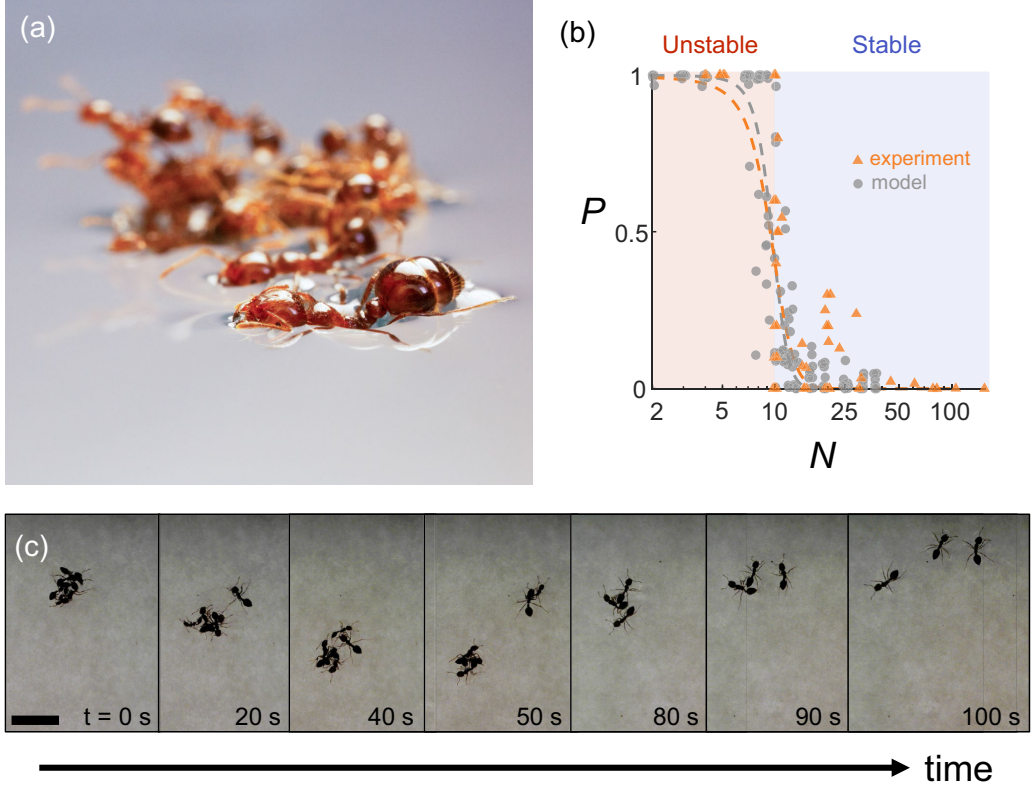 (a)
(b)
Unstable Stable
1
0.5
0
P
experiment
model
2 5 10 25 50 100
N
(c)
t = 0 s 20 s 40 s 50 s 80 s 90 s 100 s
time